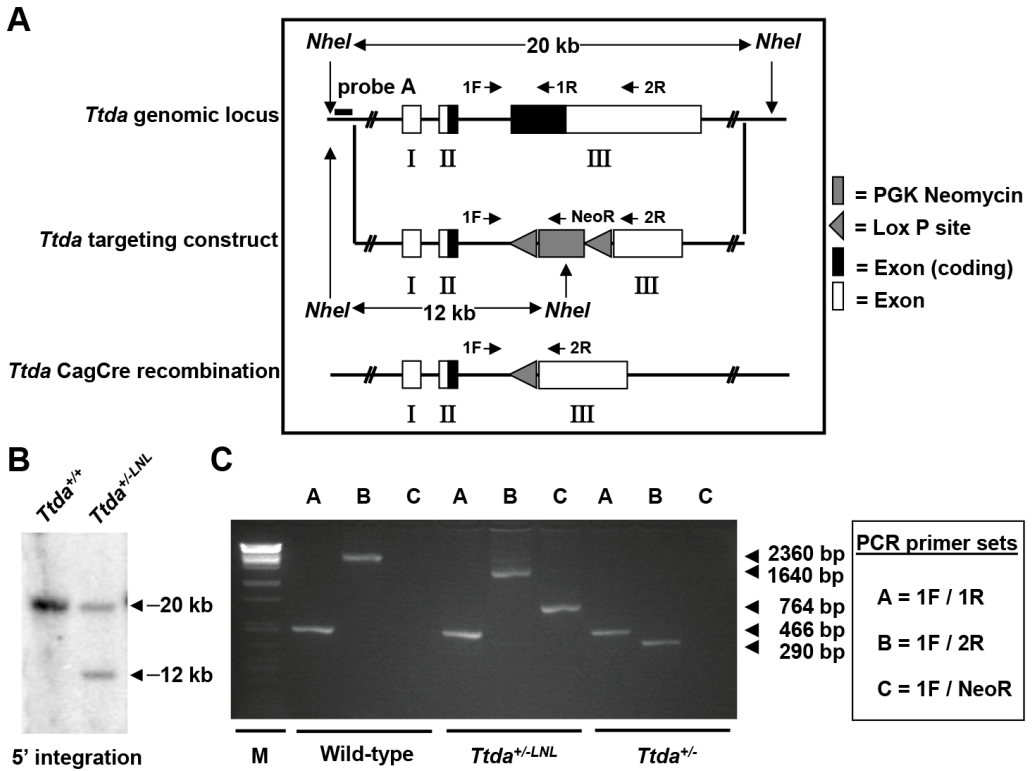 A
NheI
20 kb
NheI
probe A
1F
1R
2R
Ttda genomic locus
I
II
III
1F
NeoR
2R
Ttda targeting construct
I
II
III
NheI
12 kb
NheI
1F
2R
Ttda CagCre recombination
I
II
III
= PGK Neomycin
= Lox P site
= Exon (coding)
= Exon
B
Ttda+/+
Ttda+/-LNL
20 kb
12 kb
5’ integration
C
A B C A B C A B C
2360 bp
1640 bp
764 bp
466 bp
290 bp
M
Wild-type
Ttda+/-LNL
Ttda+/-
PCR primer sets
A = 1F / 1R
B = 1F / 2R
C = 1F / NeoR